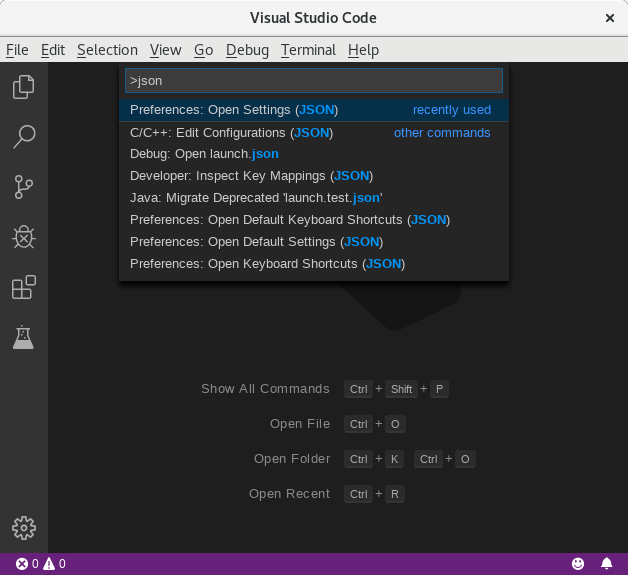 Visual Studio Code ×
File Edit Selection View Go Debug Terminal Help
>json
Preferences: Open Settings (JSON) recently used
C/C++: Edit Configurations (JSON) other commands
Debug: Open launch.json
Developer: Inspect Key Mappings (JSON)
Java: Migrate Deprecated 'launch.test.json'
Preferences: Open Default Keyboard Shortcuts (JSON)
Preferences: Open Default Settings (JSON)
Preferences: Open Keyboard Shortcuts (JSON)
Show All Commands Ctrl + Shift + P
Open File Ctrl + O
Open Folder Ctrl + K Ctrl + O
Open Recent Ctrl + R
0 0